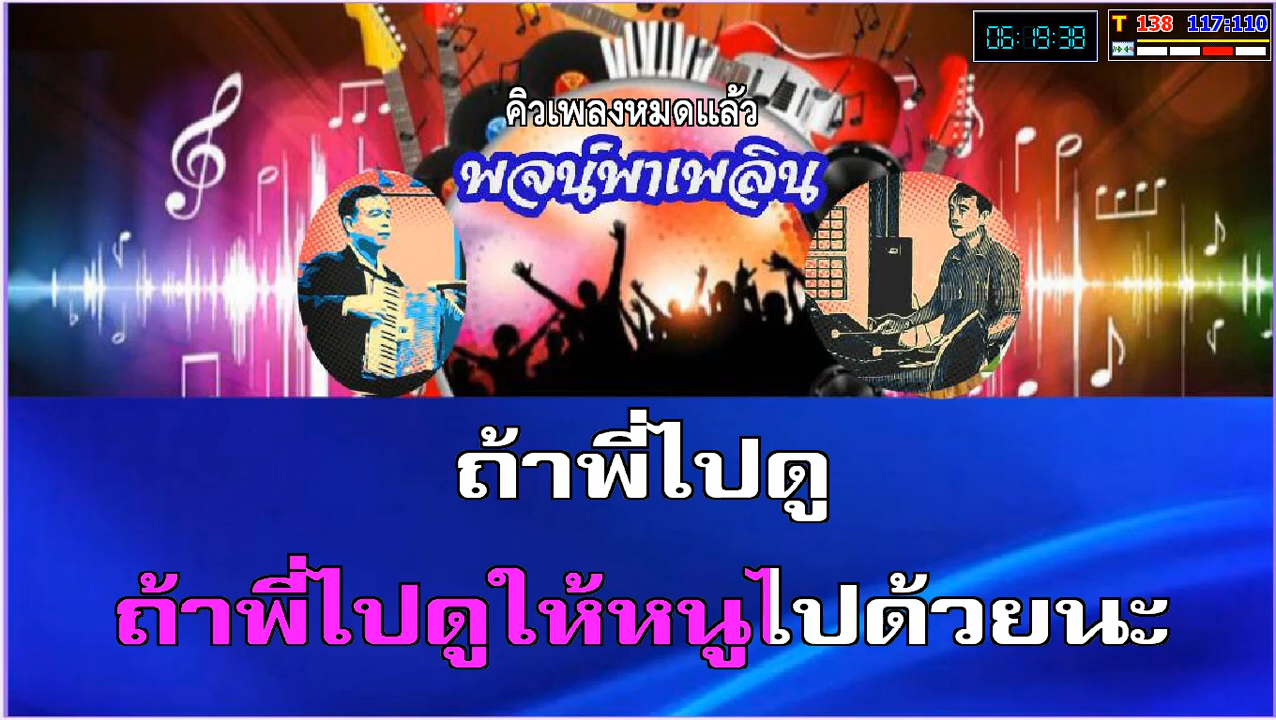 06:19:38
T 138 117:110
คิวเพลงหมดแล้ว
พจน์พาเพลิน
ถ้าพี่ไปดู
ถ้าพี่ไปดูให้หนูไปด้วยนะ